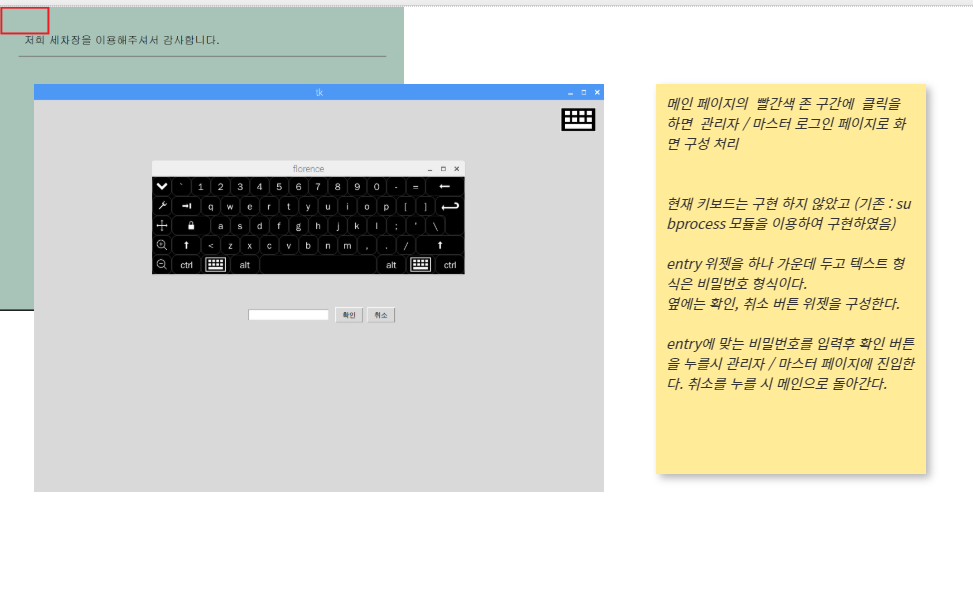 저희 세차장을 이용해주셔서 감사합니다.
tk
florence
` 1 2 3 4 5 6 7 8 9 0 - =
q w e r t y u i o p [ ]
a s d f g h j k l ; ' \
< z x c v b n m , . /
ctrl alt alt ctrl
확인 취소
메인 페이지의 빨간색 존 구간에 클릭을
하면 관리자 / 마스터 로그인 페이지로 화
면 구성 처리
현재 키보드는 구현 하지 않았고 (기존 : su
bprocess 모듈을 이용하여 구현하였음)
entry 위젯을 하나 가운데 두고 텍스트 형
식은 비밀번호 형식이다.
옆에는 확인, 취소 버튼 위젯을 구성한다.
entry에 맞는 비밀번호를 입력후 확인 버튼
을 누를시 관리자 / 마스터 페이지에 진입한
다. 취소를 누를 시 메인으로 돌아간다.